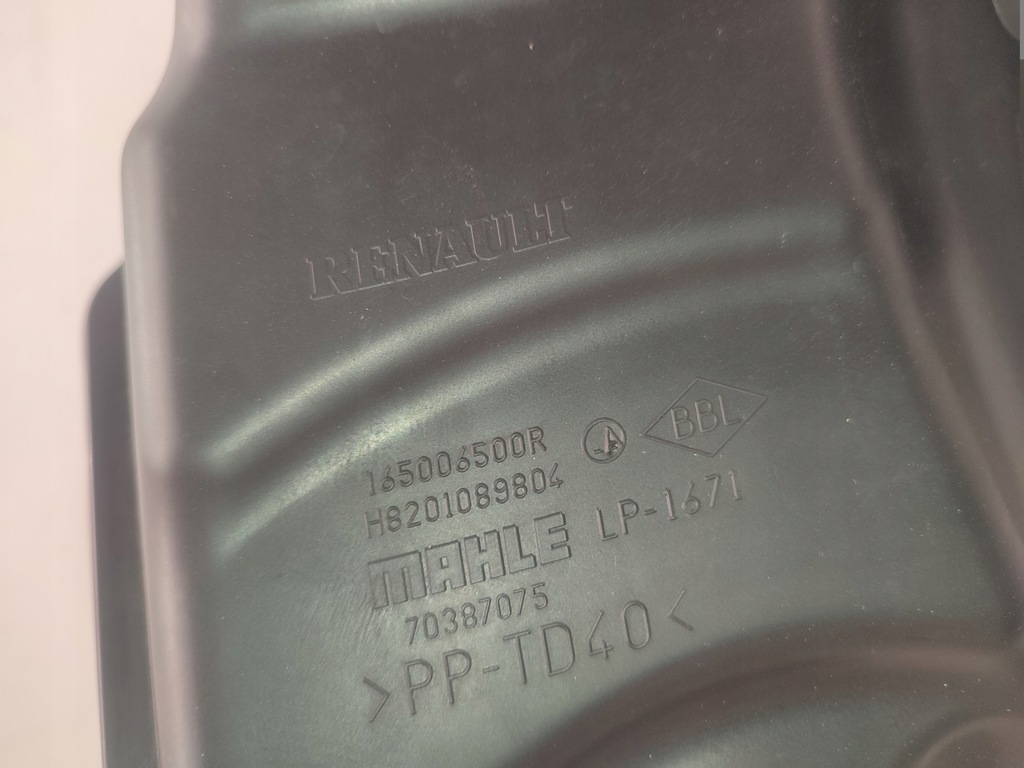 RENAULT
165006500R A BBL
H8201089804
MAHLE LP-1671
70387075
>PP-TD40<